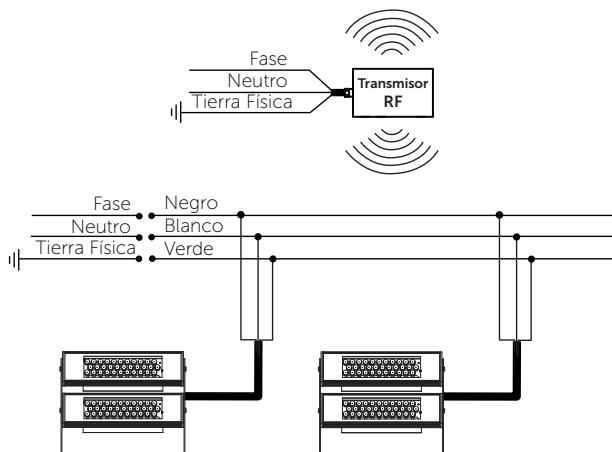 Fase
Neutro
Tierra Física
Transmisor
RF
Fase Negro
Neutro Blanco
Tierra Física Verde